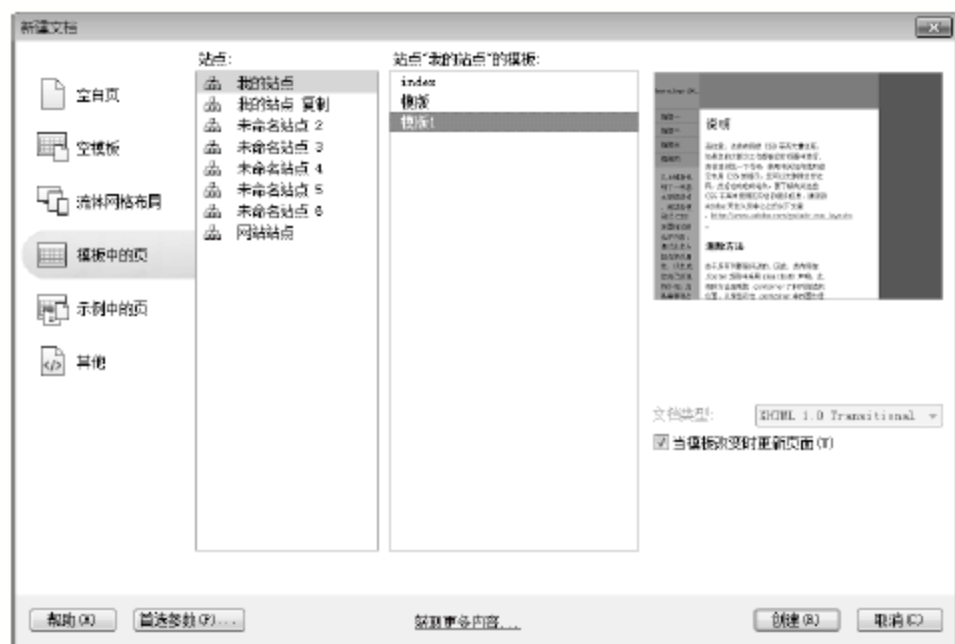 新建文档
空白页
空模板
流体网格布局
模板中的页
示例中的页
其他
站点:
我的站点
我的站点 复制
未命名站点 2
未命名站点 3
未命名站点 4
未命名站点 5
未命名站点 6
网站站点
站点"我的站点"的模板:
index
模版
模版1
说明
清除方法
文档类型:
XHTML 1.0 Transitional
当模板改变时更新页面(T)
帮助(H)
首选参数(P)...
获取更多内容...
创建(R)
取消(C)